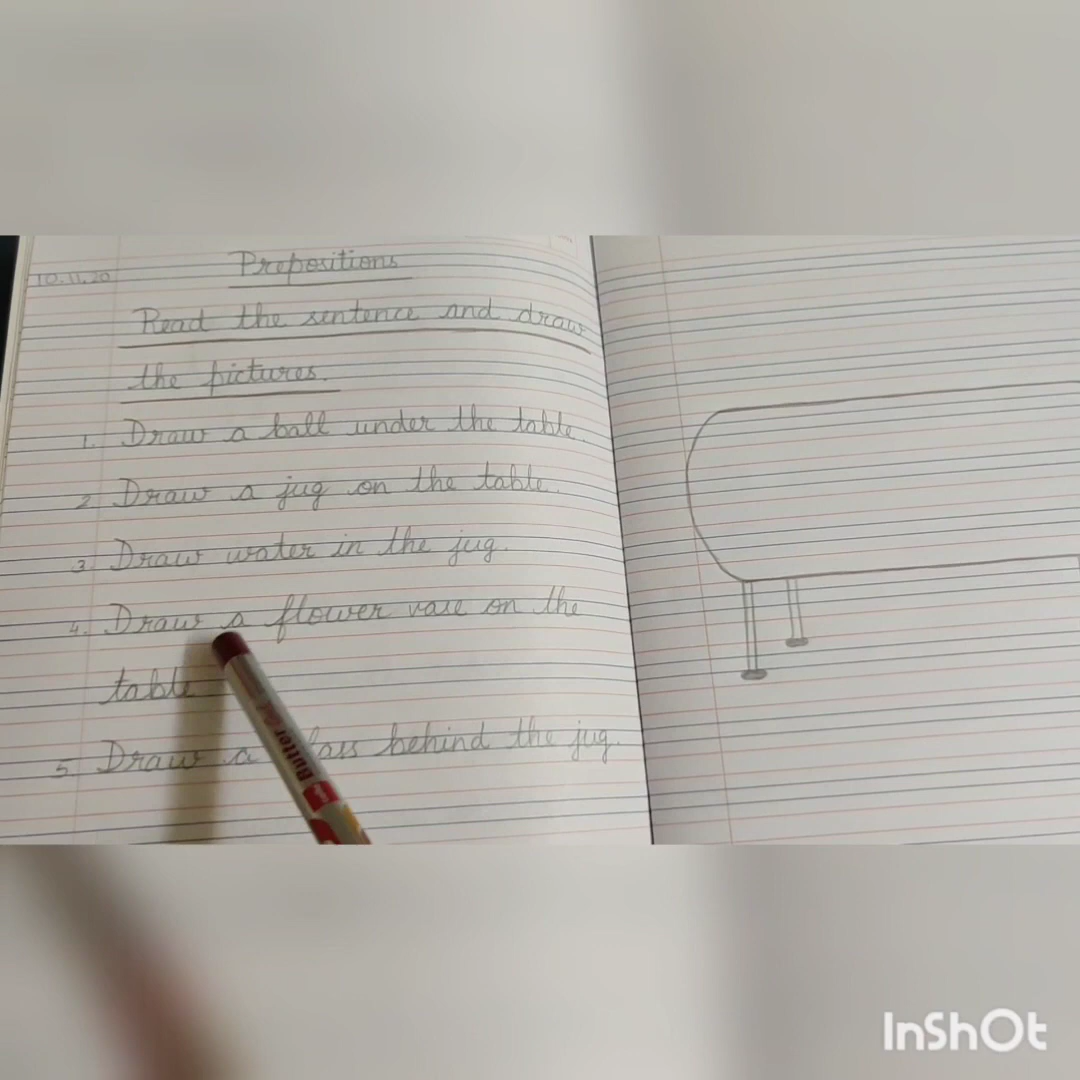 10.11.20
Prepositions
Read the sentence and draw
the pictures.
1. Draw a ball under the table.
2. Draw a jug on the table.
3. Draw water in the jug.
4. Draw a flower vase on the
table
5. Draw a lass behind the jug.
Butter
InShOt